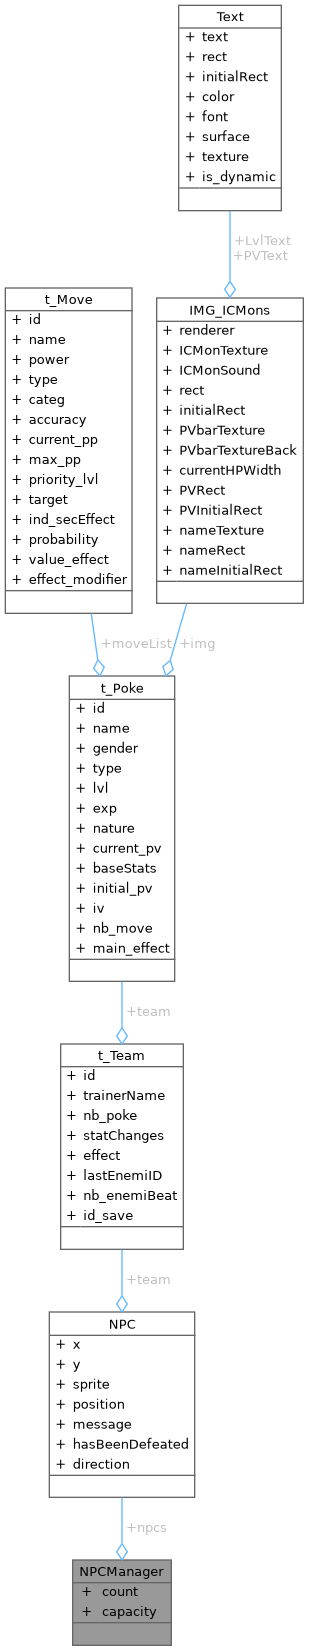 Text
+ text
+ rect
+ initialRect
+ color
+ font
+ surface
+ texture
+ is_dynamic
+LvlText
+PVText
t_Move
+ id
+ name
+ power
+ type
+ categ
+ accuracy
+ current_pp
+ max_pp
+ priority_lvl
+ target
+ ind_secEffect
+ probability
+ value_effect
+ effect_modifier
IMG_ICMons
+ renderer
+ ICMonTexture
+ ICMonSound
+ rect
+ initialRect
+ PVbarTexture
+ PVbarTextureBack
+ currentHPWidth
+ PVRect
+ PVInitialRect
+ nameTexture
+ nameRect
+ nameInitialRect
+moveList
+img
t_Poke
+ id
+ name
+ gender
+ type
+ lvl
+ exp
+ nature
+ current_pv
+ baseStats
+ initial_pv
+ iv
+ nb_move
+ main_effect
+team
t_Team
+ id
+ trainerName
+ nb_poke
+ statChanges
+ effect
+ lastEnemiID
+ nb_enemiBeat
+ id_save
+team
NPC
+ x
+ y
+ sprite
+ position
+ message
+ hasBeenDefeated
+ direction
+npcs
NPCManager
+ count
+ capacity